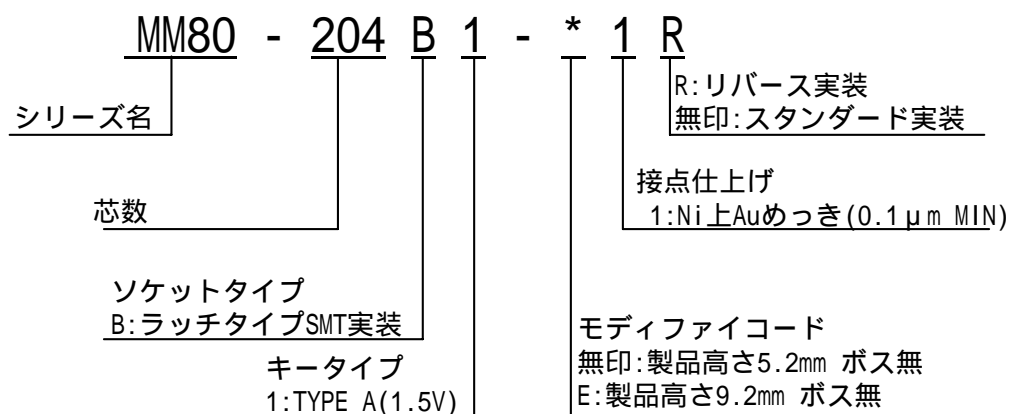 MM80 - 204 B 1 - * 1 R
R:リバース実装
無印:スタンダード実装
シリーズ名
接点仕上げ
1:Ni上Auめっき(0.1μm MIN)
芯数
ソケットタイプ
B:ラッチタイプSMT実装
モディファイコード
無印:製品高さ5.2mm ボス無
E:製品高さ9.2mm ボス無
キータイプ
1:TYPE A(1.5V)